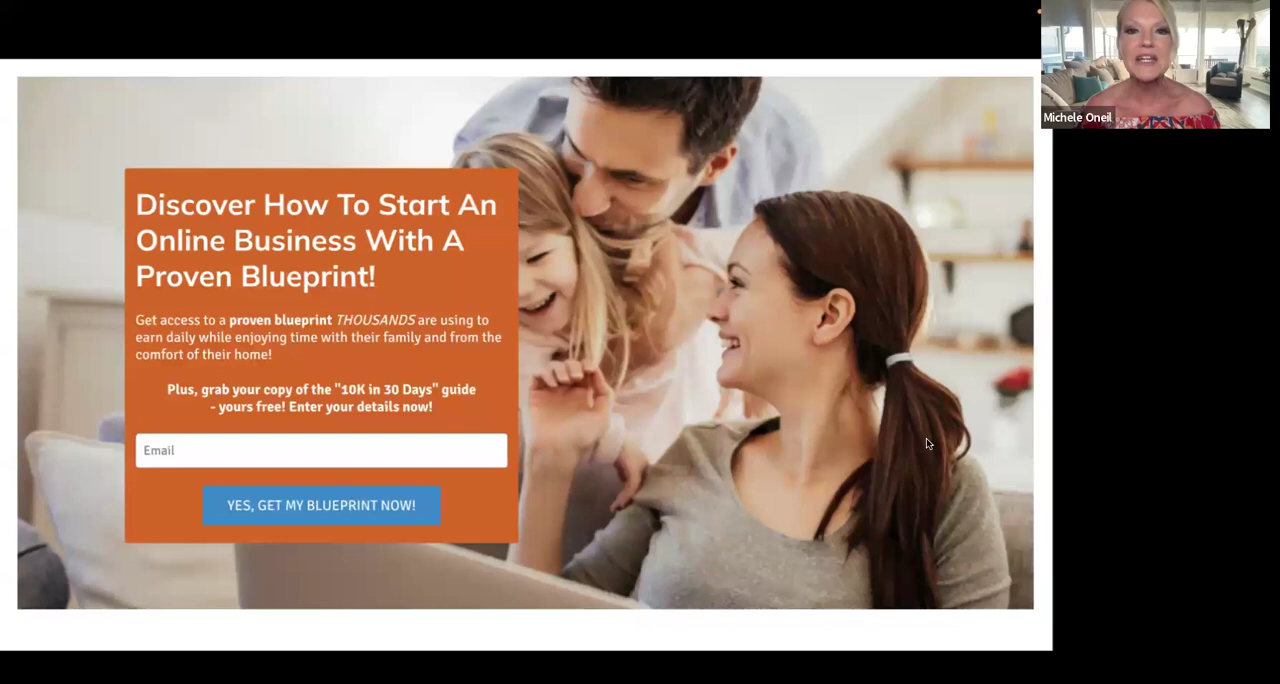 Michele Oneil
Discover How To Start An
Online Business With A
Proven Blueprint!
Get access to a proven blueprint THOUSANDS are using to
earn daily while enjoying time with their family and from the
comfort of their home!
Plus, grab your copy of the "10K in 30 Days" guide
- yours free! Enter your details now!
Email
YES, GET MY BLUEPRINT NOW!